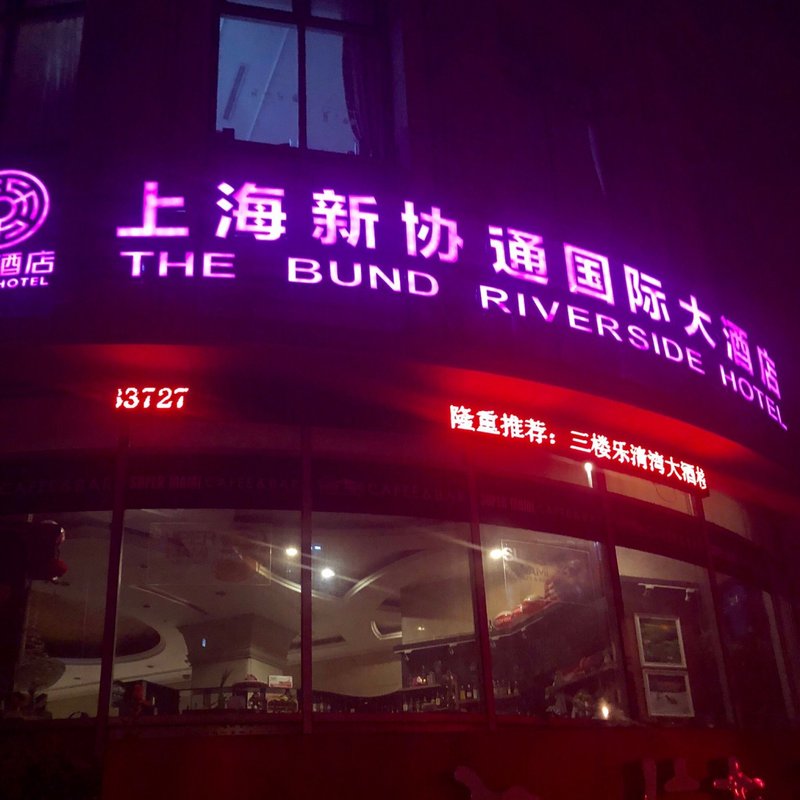 上海新协通国际大酒店
THE BUND RIVERSIDE HOTEL
酒店
HOTEL
33727
隆重推荐：三楼乐清湾大酒楼